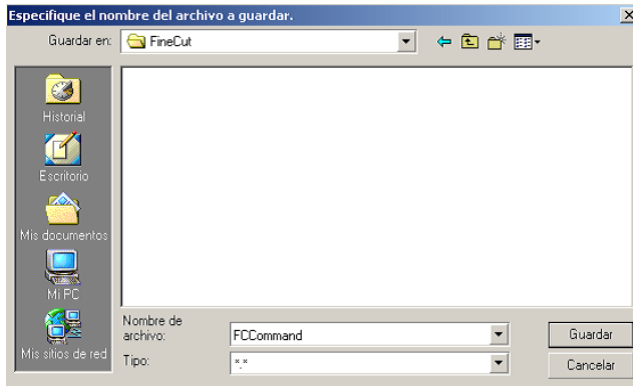 Especifique el nombre del archivo a guardar.
Guardar en:
FineCut
Historial
Escritorio
Mis documentos
Mi PC
Mis sitios de red
Nombre de
archivo:
FCCommand
Guardar
Tipo:
*.*
Cancelar